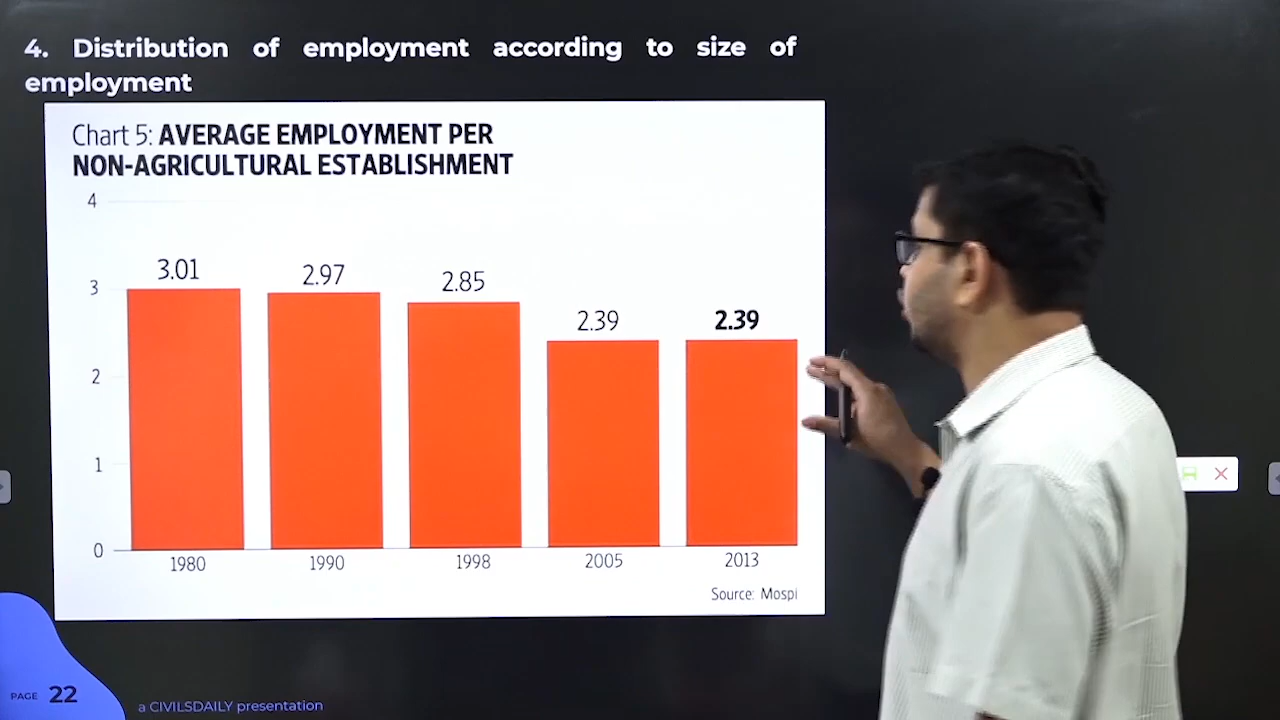 4. Distribution of employment according to size of
employment
Chart 5: AVERAGE EMPLOYMENT PER
NON-AGRICULTURAL ESTABLISHMENT
4
3
2
1
0
3.01
2.97
2.85
2.39
2.39
1980
1990
1998
2005
2013
Source: Mospi
PAGE 22
a CIVILSDAILY presentation